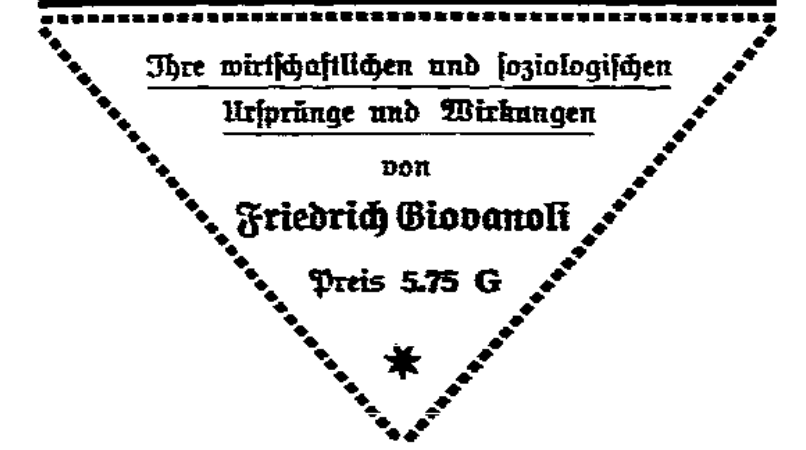 Ihre wirtschaftlichen und soziologischen
Ursprünge und Wirkungen
von
Friedrich Giovanoli
Preis 5.75 G